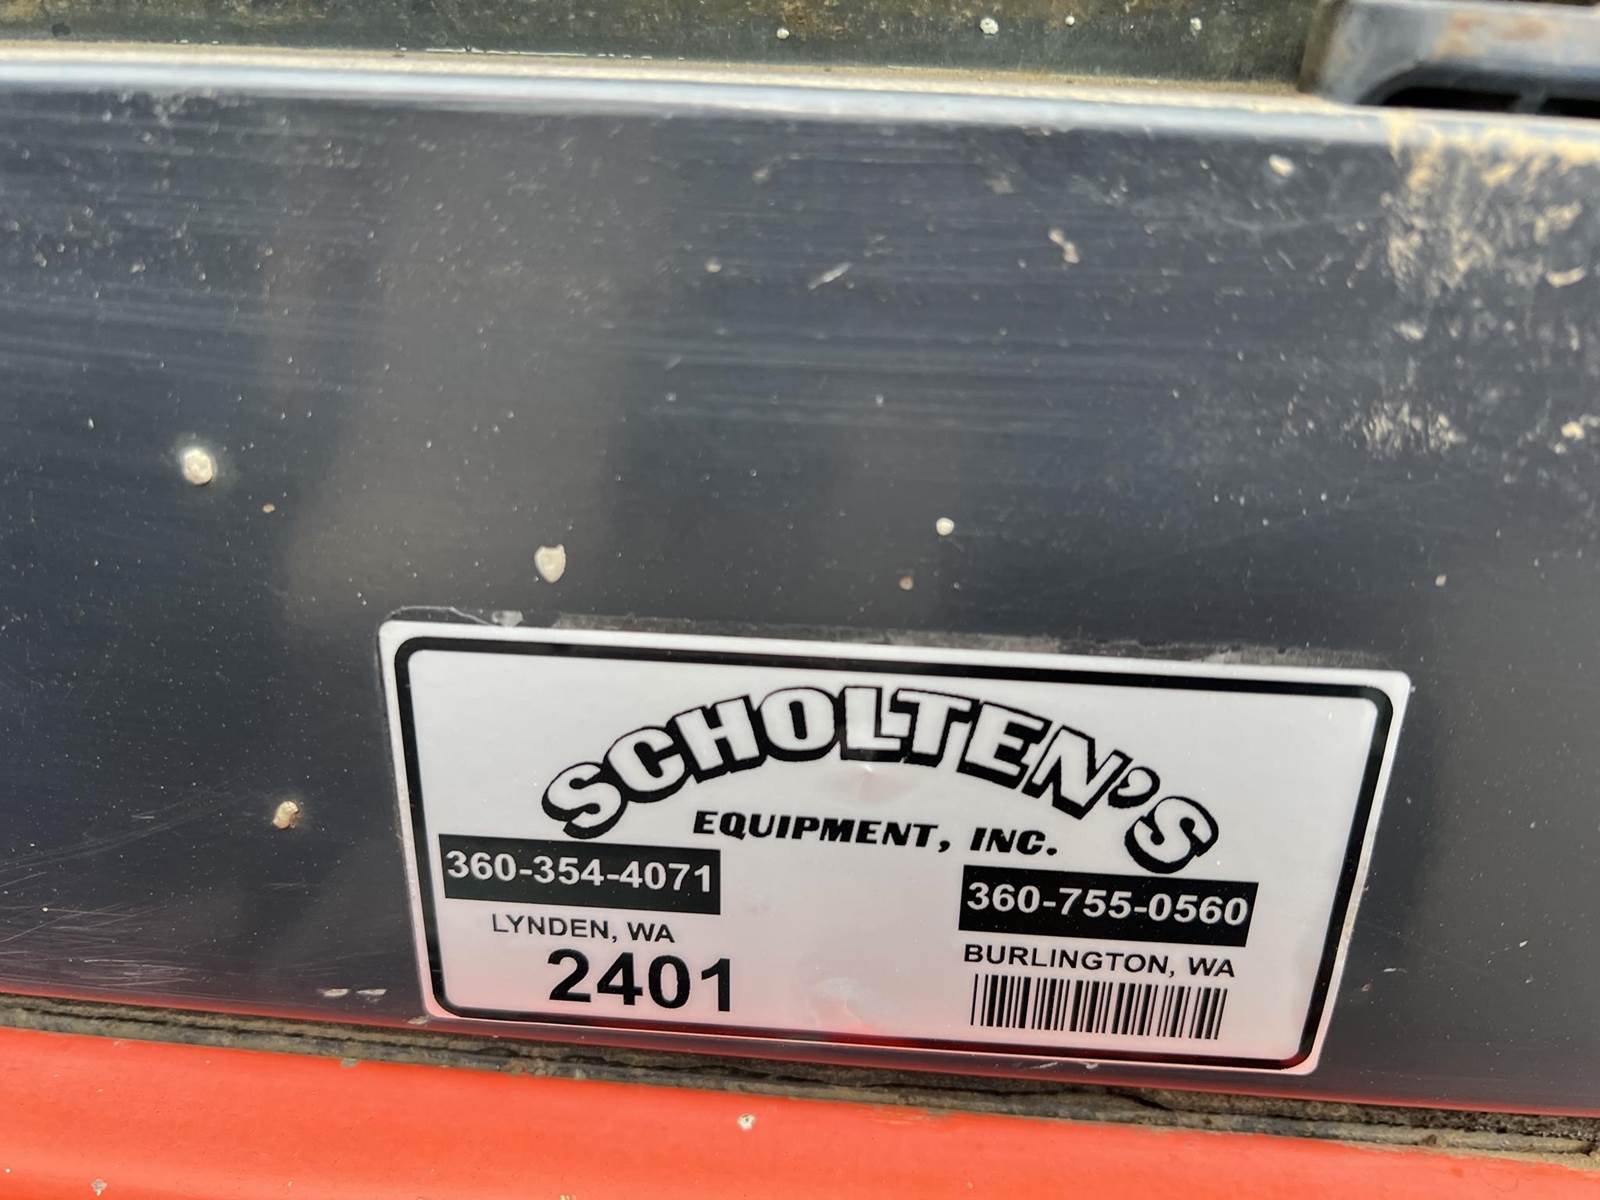 SCHOLTEN'S
EQUIPMENT, INC.
360-354-4071
LYNDEN, WA
2401
360-755-0560
BURLINGTON, WA